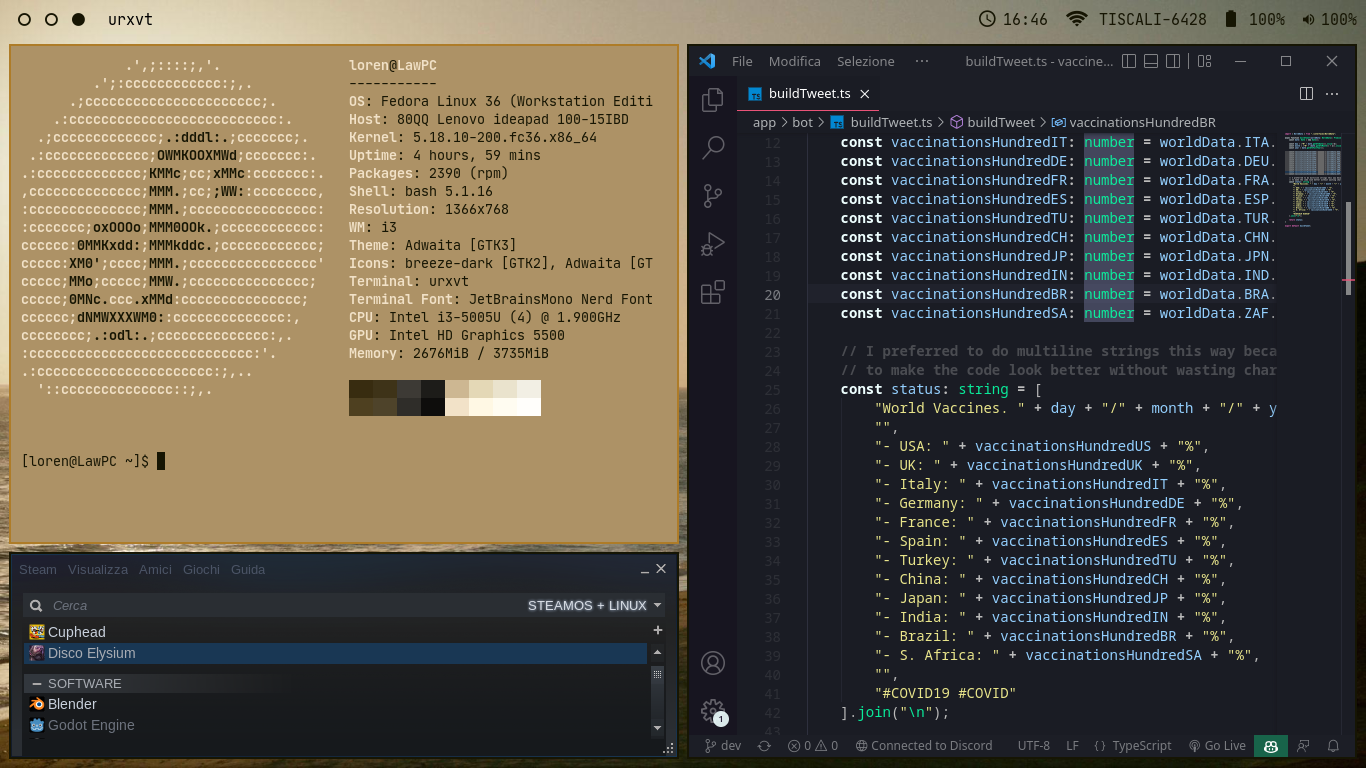 urxvt
16:46 TISCALI-6428 100% 100%
.',;::::;,'.
.';:cccccccccccc:;,.
.;cccccccccccccccccccccc;.
.:cccccccccccccccccccccccccc:.
.;ccccccccccccc;.:dddl:.;ccccccc;.
.:ccccccccccccc;OWMKOOXMWd;ccccccc:.
.:ccccccccccccc;KMMc;cc;xMMc:ccccccc:.
,cccccccccccccc;MMM.;cc;;WW::cccccccc,
:cccccccccccccc;MMM.;cccccccccccccccc:
:ccccccc;oxOOOo;MMM0OOk.;cccccccccccc:
cccccc:0MMKxdd:;MMMkddc.;cccccccccccc;
ccccc:XM0';cccc;MMM.;cccccccccccccccc'
ccccc;MMo;ccccc;MMW.;ccccccccccccccc;
ccccc;0MNc.ccc.xMMd:ccccccccccccccc;
cccccc;dNMWXXXWM0::cccccccccccccc:,
cccccccc;.:odl:.;cccccccccccccc:,.
:cccccccccccccccccccccccccccc:'.
.:cccccccccccccccccccccc:;,..
'::cccccccccccccc::;,.
loren@LawPC
-----------
OS: Fedora Linux 36 (Workstation Editi
Host: 80QQ Lenovo ideapad 100-15IBD
Kernel: 5.18.10-200.fc36.x86_64
Uptime: 4 hours, 59 mins
Packages: 2390 (rpm)
Shell: bash 5.1.16
Resolution: 1366x768
WM: i3
Theme: Adwaita [GTK3]
Icons: breeze-dark [GTK2], Adwaita [GT
Terminal: urxvt
Terminal Font: JetBrainsMono Nerd Font
CPU: Intel i3-5005U (4) @ 1.900GHz
GPU: Intel HD Graphics 5500
Memory: 2676MiB / 3735MiB
[loren@LawPC ~]$
Steam Visualizza Amici Giochi Guida
Cerca STEAMOS + LINUX
Cuphead
Disco Elysium
SOFTWARE
Blender
Godot Engine
File Modifica Selezione ··· buildTweet.ts - vaccine...
TS buildTweet.ts
app > bot > TS buildTweet.ts > buildTweet > vaccinationsHundredBR
12 const vaccinationsHundredIT: number = worldData.ITA.
13 const vaccinationsHundredDE: number = worldData.DEU.
14 const vaccinationsHundredFR: number = worldData.FRA.
15 const vaccinationsHundredES: number = worldData.ESP.
16 const vaccinationsHundredTU: number = worldData.TUR.
17 const vaccinationsHundredCH: number = worldData.CHN.
18 const vaccinationsHundredJP: number = worldData.JPN.
19 const vaccinationsHundredIN: number = worldData.IND.
20 const vaccinationsHundredBR: number = worldData.BRA.
21 const vaccinationsHundredSA: number = worldData.ZAF.
22
23 // I preferred to do multiline strings this way beca
24 // to make the code look better without wasting char
25 const status: string = [
26 "World Vaccines. " + day + "/" + month + "/" + y
27 "",
28 "- USA: " + vaccinationsHundredUS + "%",
29 "- UK: " + vaccinationsHundredUK + "%",
30 "- Italy: " + vaccinationsHundredIT + "%",
31 "- Germany: " + vaccinationsHundredDE + "%",
32 "- France: " + vaccinationsHundredFR + "%",
33 "- Spain: " + vaccinationsHundredES + "%",
34 "- Turkey: " + vaccinationsHundredTU + "%",
35 "- China: " + vaccinationsHundredCH + "%",
36 "- Japan: " + vaccinationsHundredJP + "%",
37 "- India: " + vaccinationsHundredIN + "%",
38 "- Brazil: " + vaccinationsHundredBR + "%",
39 "- S. Africa: " + vaccinationsHundredSA + "%",
40 "",
41 "#COVID19 #COVID"
42 ].join("\n");
43
1
dev 0 0 Connected to Discord UTF-8 LF { } TypeScript Go Live